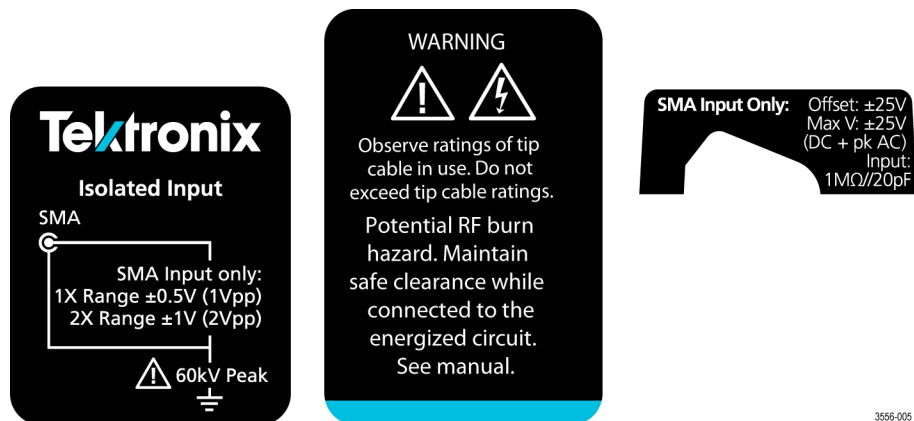 Tektronix
Isolated Input
SMA
SMA Input only:
1X Range ±0.5V (1Vpp)
2X Range ±1V (2Vpp)
60kV Peak
WARNING
Observe ratings of tip
cable in use. Do not
exceed tip cable ratings.
Potential RF burn
hazard. Maintain
safe clearance while
connected to the
energized circuit.
See manual.
SMA Input Only: Offset: ±25V
Max V: ±25V
(DC + pk AC)
Input:
1MΩ//20pF
3556-005